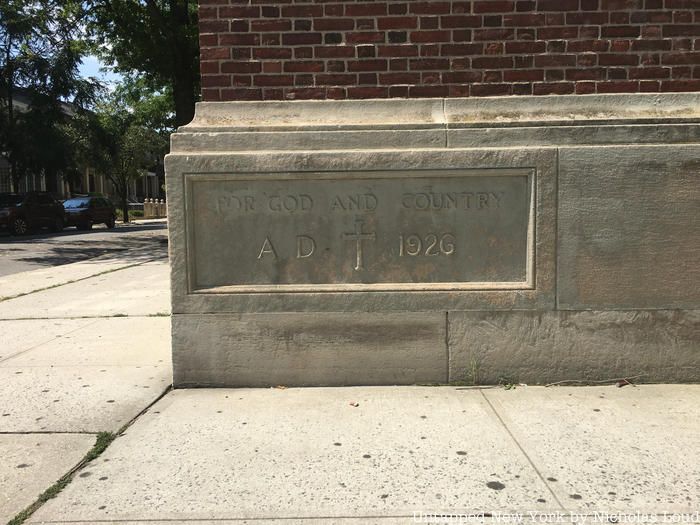 FOR GOD AND COUNTRY
A D 1926
Untapped New York by Nicholas Loud